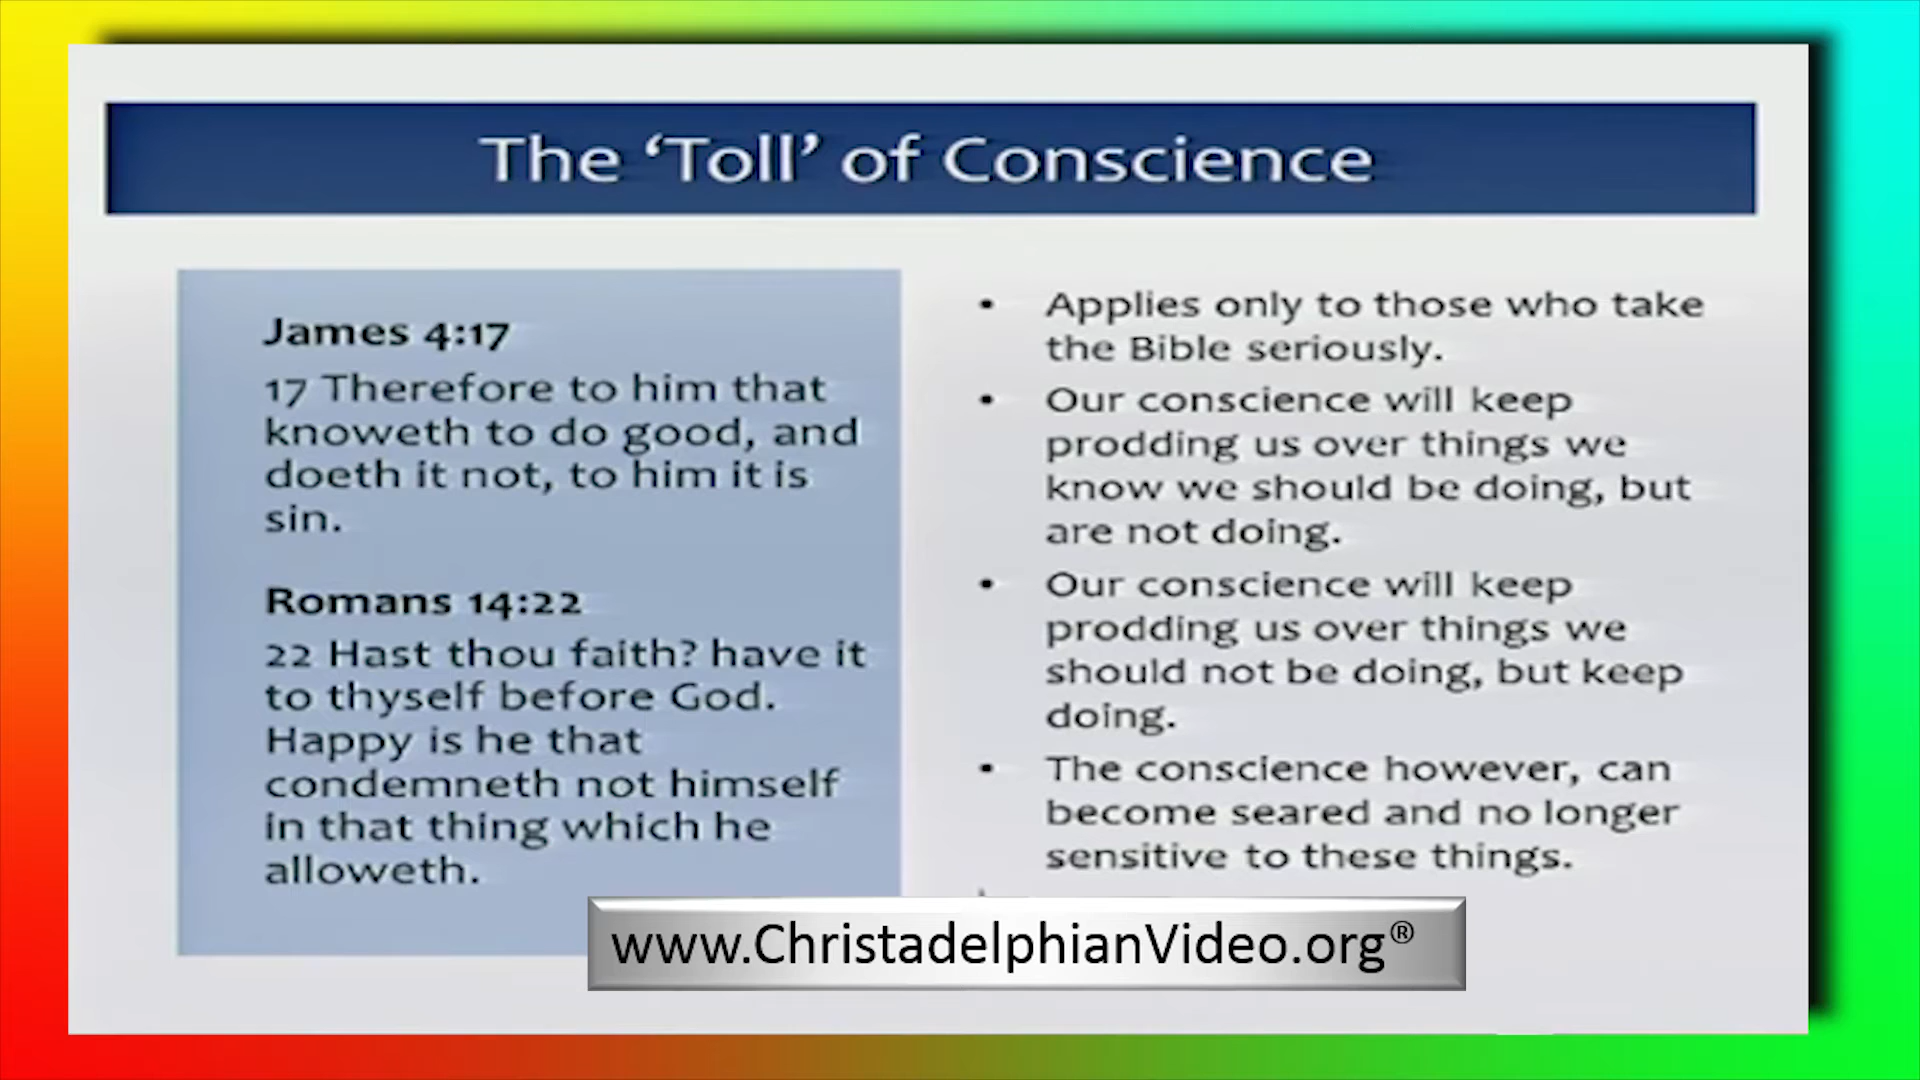 The ‘Toll’ of Conscience
James 4:17
17 Therefore to him that
knoweth to do good, and
doeth it not, to him it is
sin.
Romans 14:22
22 Hast thou faith? have it
to thyself before God.
Happy is he that
condemneth not himself
in that thing which he
alloweth.
• Applies only to those who take
the Bible seriously.
• Our conscience will keep
prodding us over things we
know we should be doing, but
are not doing.
• Our conscience will keep
prodding us over things we
should not be doing, but keep
doing.
• The conscience however, can
become seared and no longer
sensitive to these things.
www.ChristadelphianVideo.org®